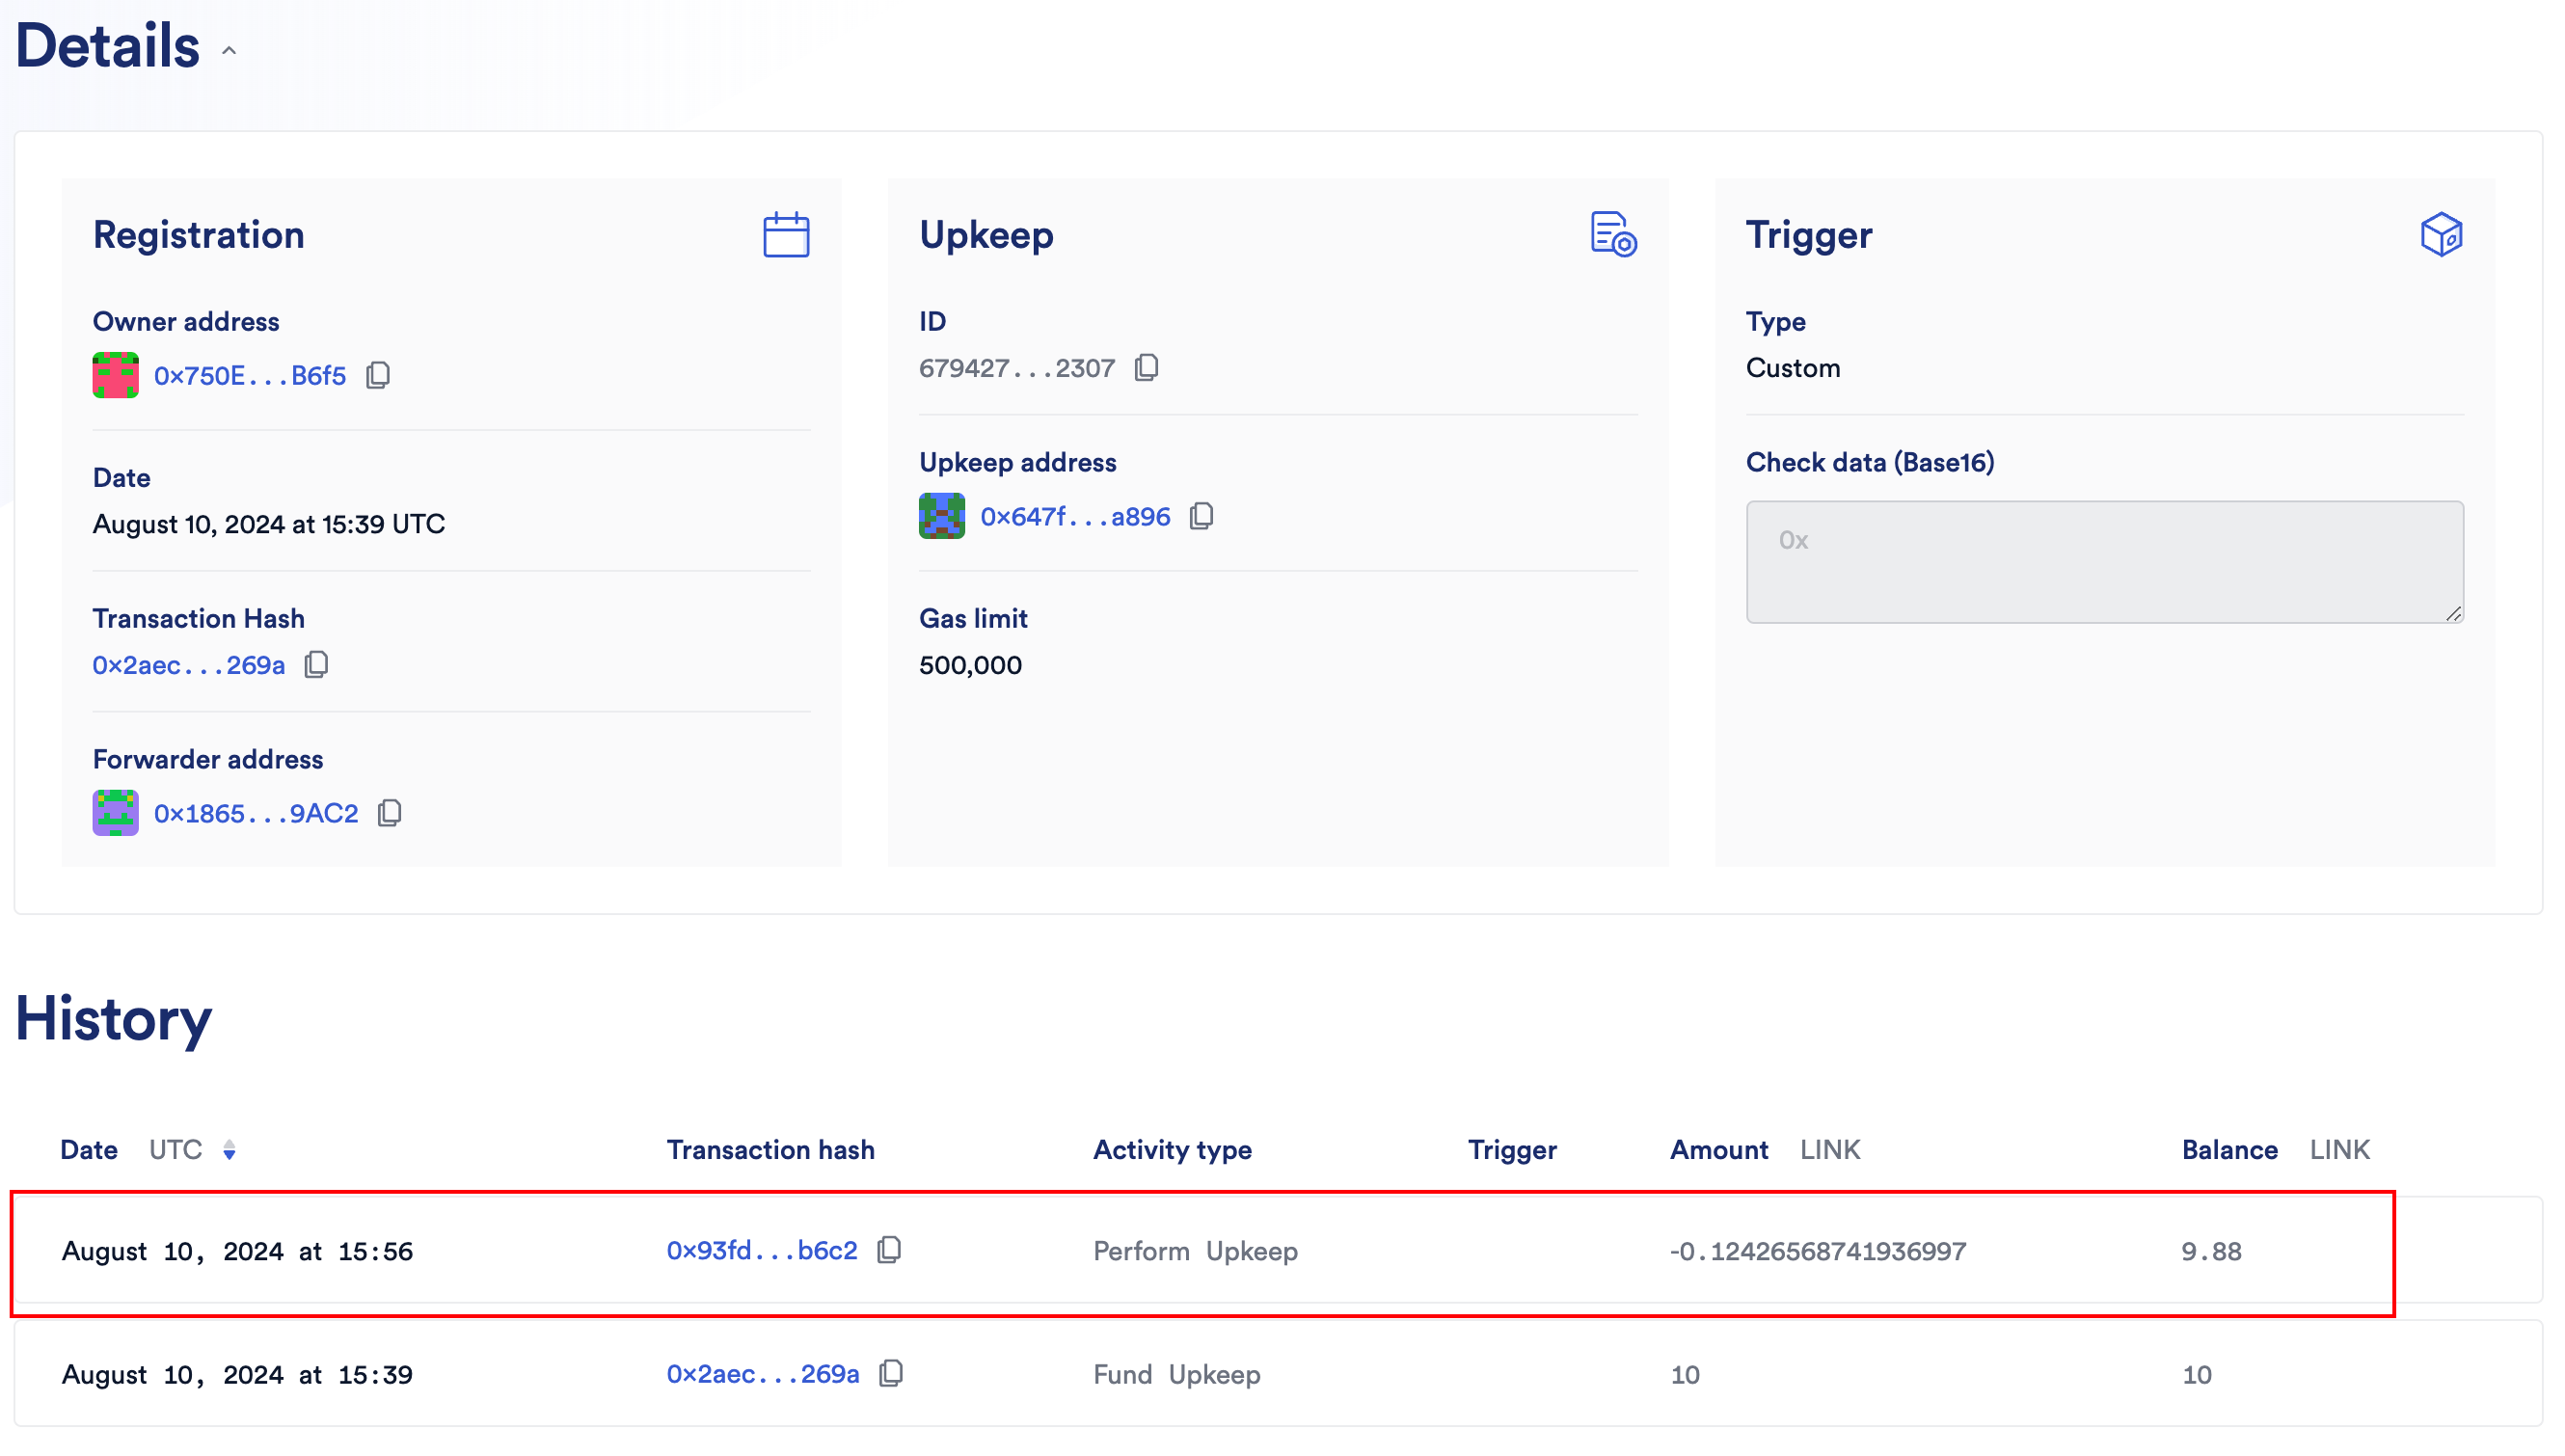 Details
Registration
Owner address
0x750E...B6f5
Date
August 10, 2024 at 15:39 UTC
Transaction Hash
0x2aec...269a
Forwarder address
0x1865...9AC2
Upkeep
ID
679427...2307
Upkeep address
0x647f...a896
Gas limit
500,000
Trigger
Type
Custom
Check data (Base16)
0x
History
Date UTC Transaction hash Activity type Trigger Amount LINK Balance LINK
August 10, 2024 at 15:56 0x93fd...b6c2 Perform Upkeep -0.12426568741936997 9.88
August 10, 2024 at 15:39 0x2aec...269a Fund Upkeep 10 10